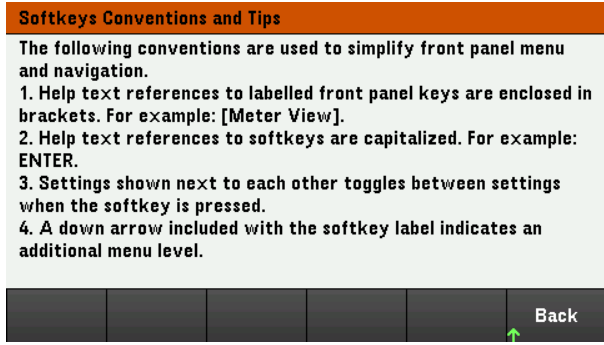 Softkeys Conventions and Tips
The following conventions are used to simplify front panel menu
and navigation.
1. Help text references to labelled front panel keys are enclosed in
brackets. For example: [Meter View].
2. Help text references to softkeys are capitalized. For example:
ENTER.
3. Settings shown next to each other toggles between settings
when the softkey is pressed.
4. A down arrow included with the softkey label indicates an
additional menu level.
Back